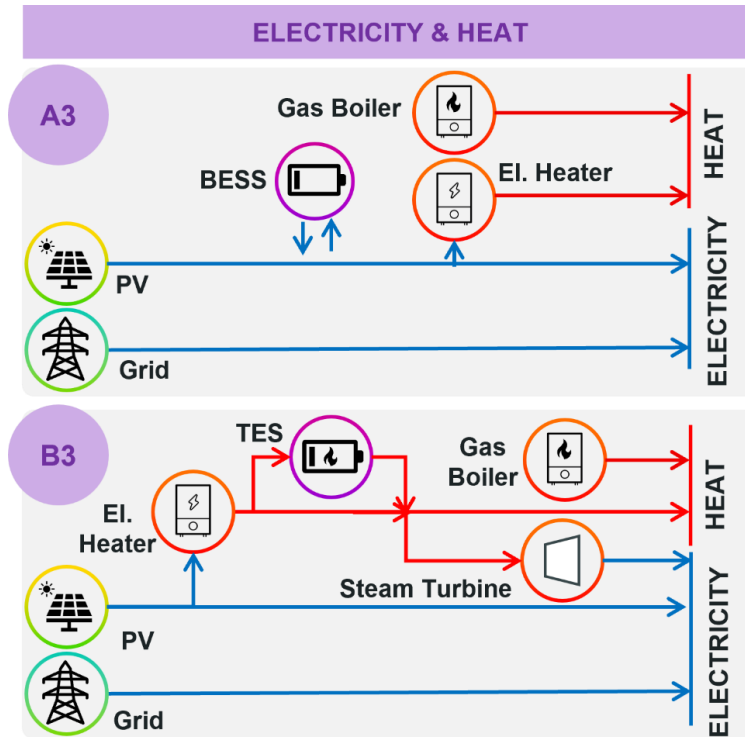 ELECTRICITY & HEAT
A3
Gas Boiler
BESS
El. Heater
HEAT
PV
Grid
ELECTRICITY
B3
TES
Gas
Boiler
El.
Heater
HEAT
Steam Turbine
PV
Grid
ELECTRICITY